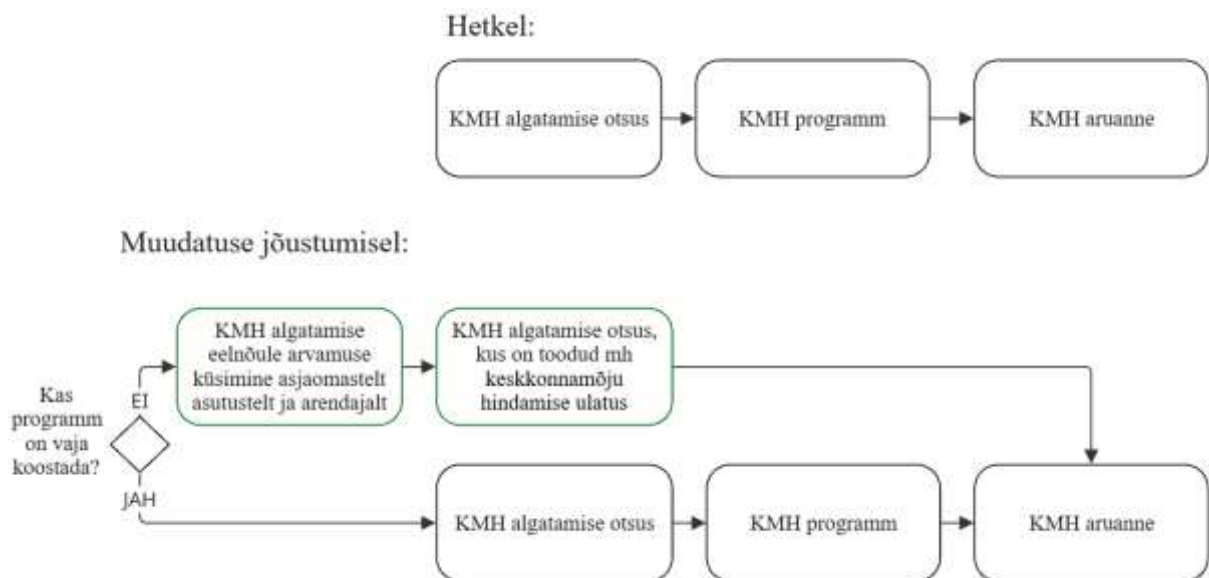 Hetkel:
KMH algatamise otsus
KMH programm
KMH aruanne
Muudatuse jõustumisel:
Kas
programm
on vaja
koostada?
EI
KMH algatamise
eelnõule arvamuse
küsimine asjaomastelt
asutustelt ja arendajalt
KMH algatamise otsus,
kus on toodud mh
keskkonnamõju
hindamise ulatus
JAH
KMH algatamise otsus
KMH programm
KMH aruanne